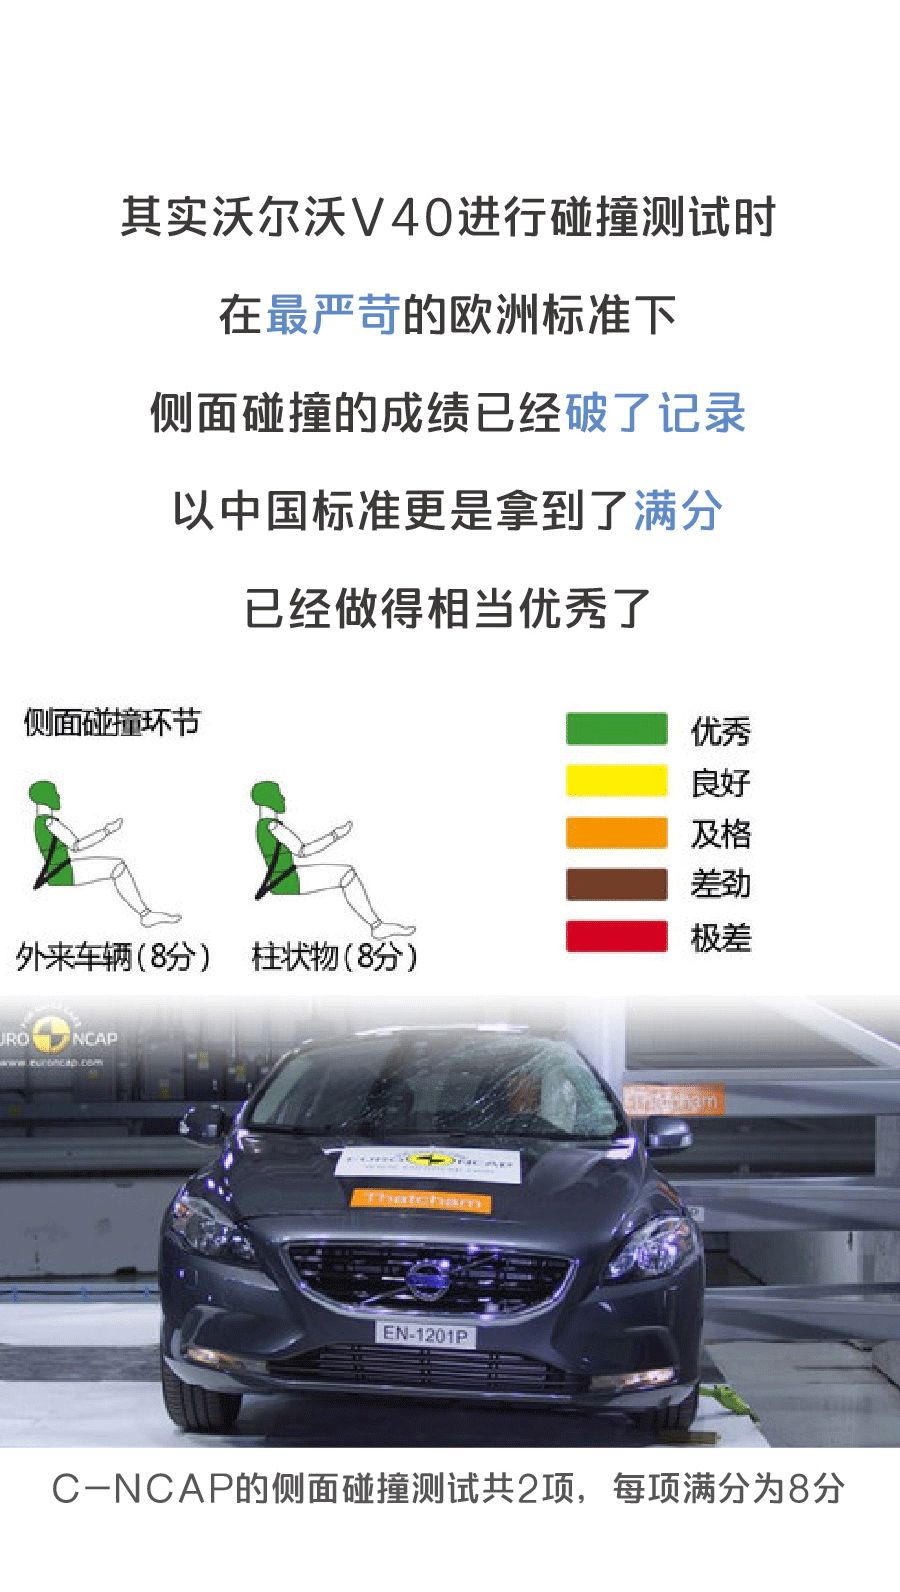 其实沃尔沃V40进行碰撞测试时
在最严苛的欧洲标准下
侧面碰撞的成绩已经破了记录
以中国标准更是拿到了满分
已经做得相当优秀了
侧面碰撞环节
优秀
良好
及格
差劲
极差
外来车辆(8分)
柱状物(8分)
URO NCAP
www.euroncap.com
Thatcham
EURO NCAP
Thatcham
EN-1201P
C-NCAP的侧面碰撞测试共2项，每项满分为8分